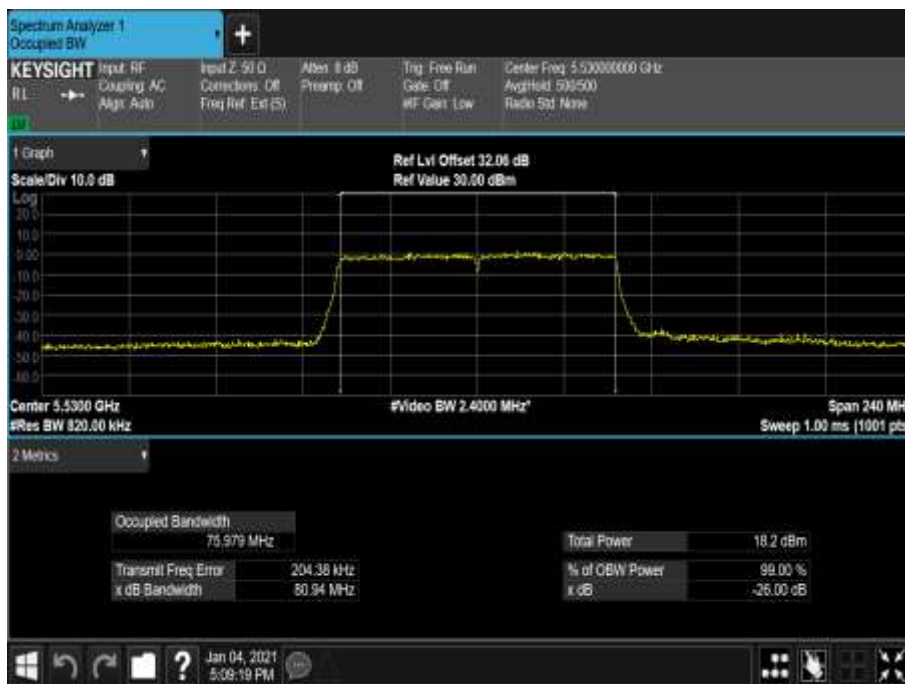 Spectrum Analyzer 1
Occupied BW
KEYSIGHT
Input: RF
Coupling: AC
Align: Auto
Input Z: 50 Ω
Corrections: Off
Freq Ref: Ext (S)
Atten: 8 dB
Preamp: Off
Trig: Free Run
Gate: Off
#IF Gain: Low
Center Freq: 5.530000000 GHz
Avg|Hold: 500/500
Radio Std: None
RL
1 Graph
Scale/Div 10.0 dB
Ref Lvl Offset 32.06 dB
Ref Value 30.00 dBm
Log
20.0
10.0
0.00
-10.0
-20.0
-30.0
-40.0
-50.0
-60.0
Center 5.5300 GHz
#Video BW 2.4000 MHz*
Span 240 MH
#Res BW 820.00 kHz
Sweep 1.00 ms (1001 pts
2 Metrics
Occupied Bandwidth
75.979 MHz
Total Power 18.2 dBm
Transmit Freq Error 204.38 kHz
% of OBW Power 99.00 %
x dB Bandwidth 80.94 MHz
x dB -26.00 dB
?
Jan 04, 2021
5:09:19 PM